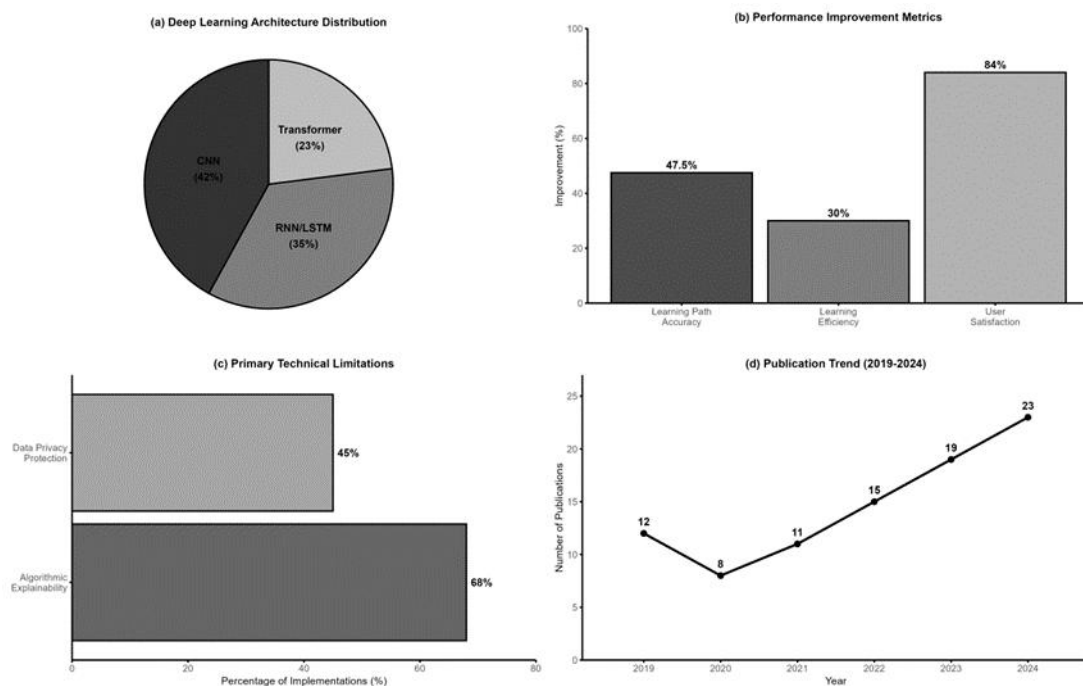 (a) Deep Learning Architecture Distribution
Transformer
(23%)
CNN
(42%)
RNN/LSTM
(35%)
(b) Performance Improvement Metrics
Improvement (%)
100
80
60
40
20
0
47.5%
30%
84%
Learning Path
Accuracy
Learning
Efficiency
User
Satisfaction
(c) Primary Technical Limitations
Data Privacy
Protection
45%
Algorithmic
Explainability
68%
0
20
40
60
80
Percentage of Implementations (%)
(d) Publication Trend (2019-2024)
Number of Publications
25
20
15
10
5
0
12
8
11
15
19
23
2019
2020
2021
2022
2023
2024
Year